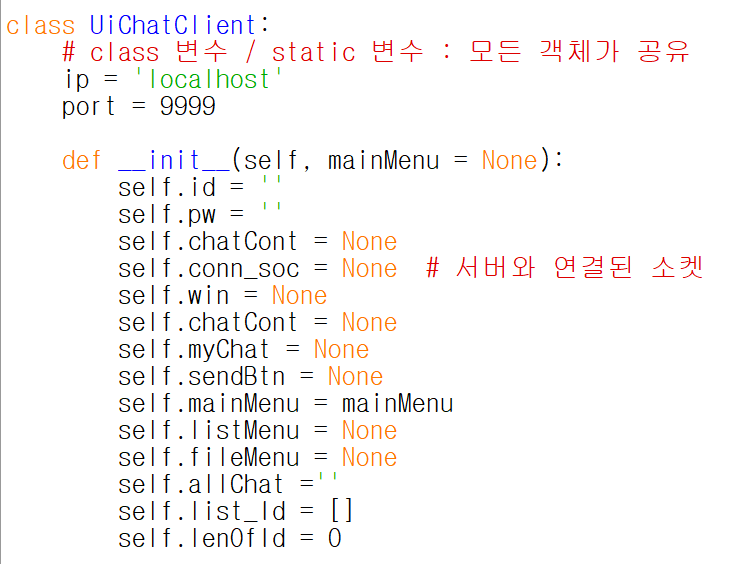 class UiChatClient:
    # class 변수 / static 변수 : 모든 객체가 공유
    ip = 'localhost'
    port = 9999

    def __init__(self, mainMenu = None):
        self.id = ''
        self.pw = ''
        self.chatCont = None
        self.conn_soc = None  # 서버와 연결된 소켓
        self.win = None
        self.chatCont = None
        self.myChat = None
        self.sendBtn = None
        self.mainMenu = mainMenu
        self.listMenu = None
        self.fileMenu = None
        self.allChat =''
        self.list_Id = []
        self.lenOfId = 0